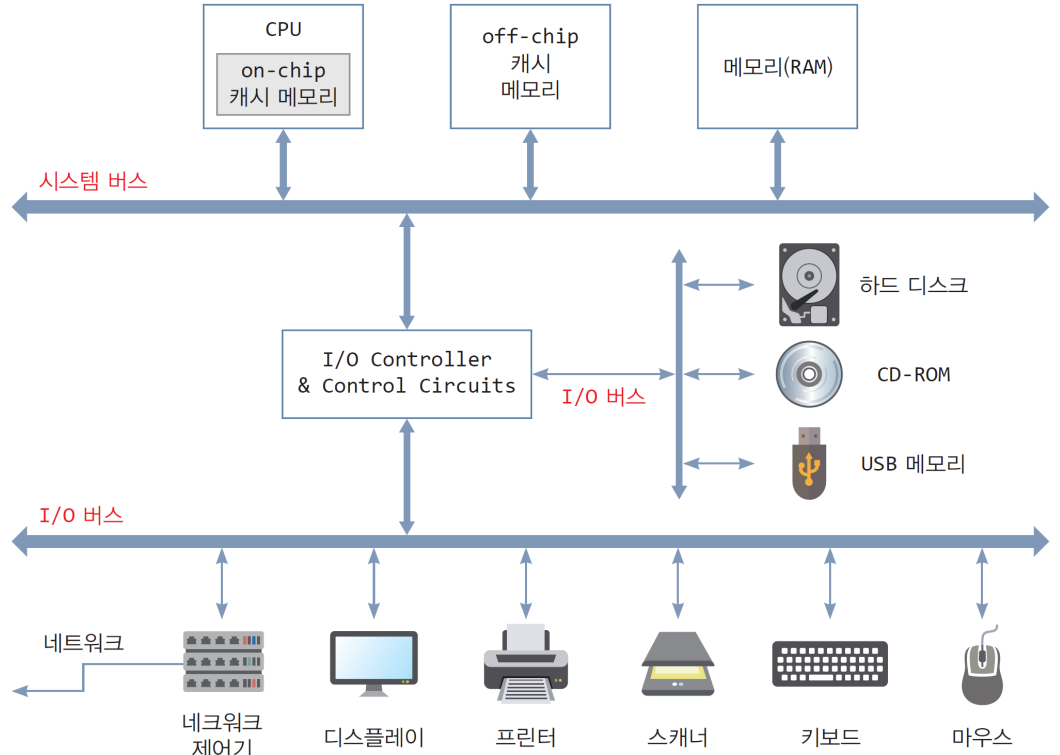 CPU
on-chip
캐시 메모리
off-chip
캐시
메모리
메모리(RAM)
시스템 버스
하드 디스크
I/O Controller
& Control Circuits
I/O 버스
CD-ROM
USB 메모리
I/O 버스
네트워크
네크워크
제어기
디스플레이
프린터
스캐너
키보드
마우스